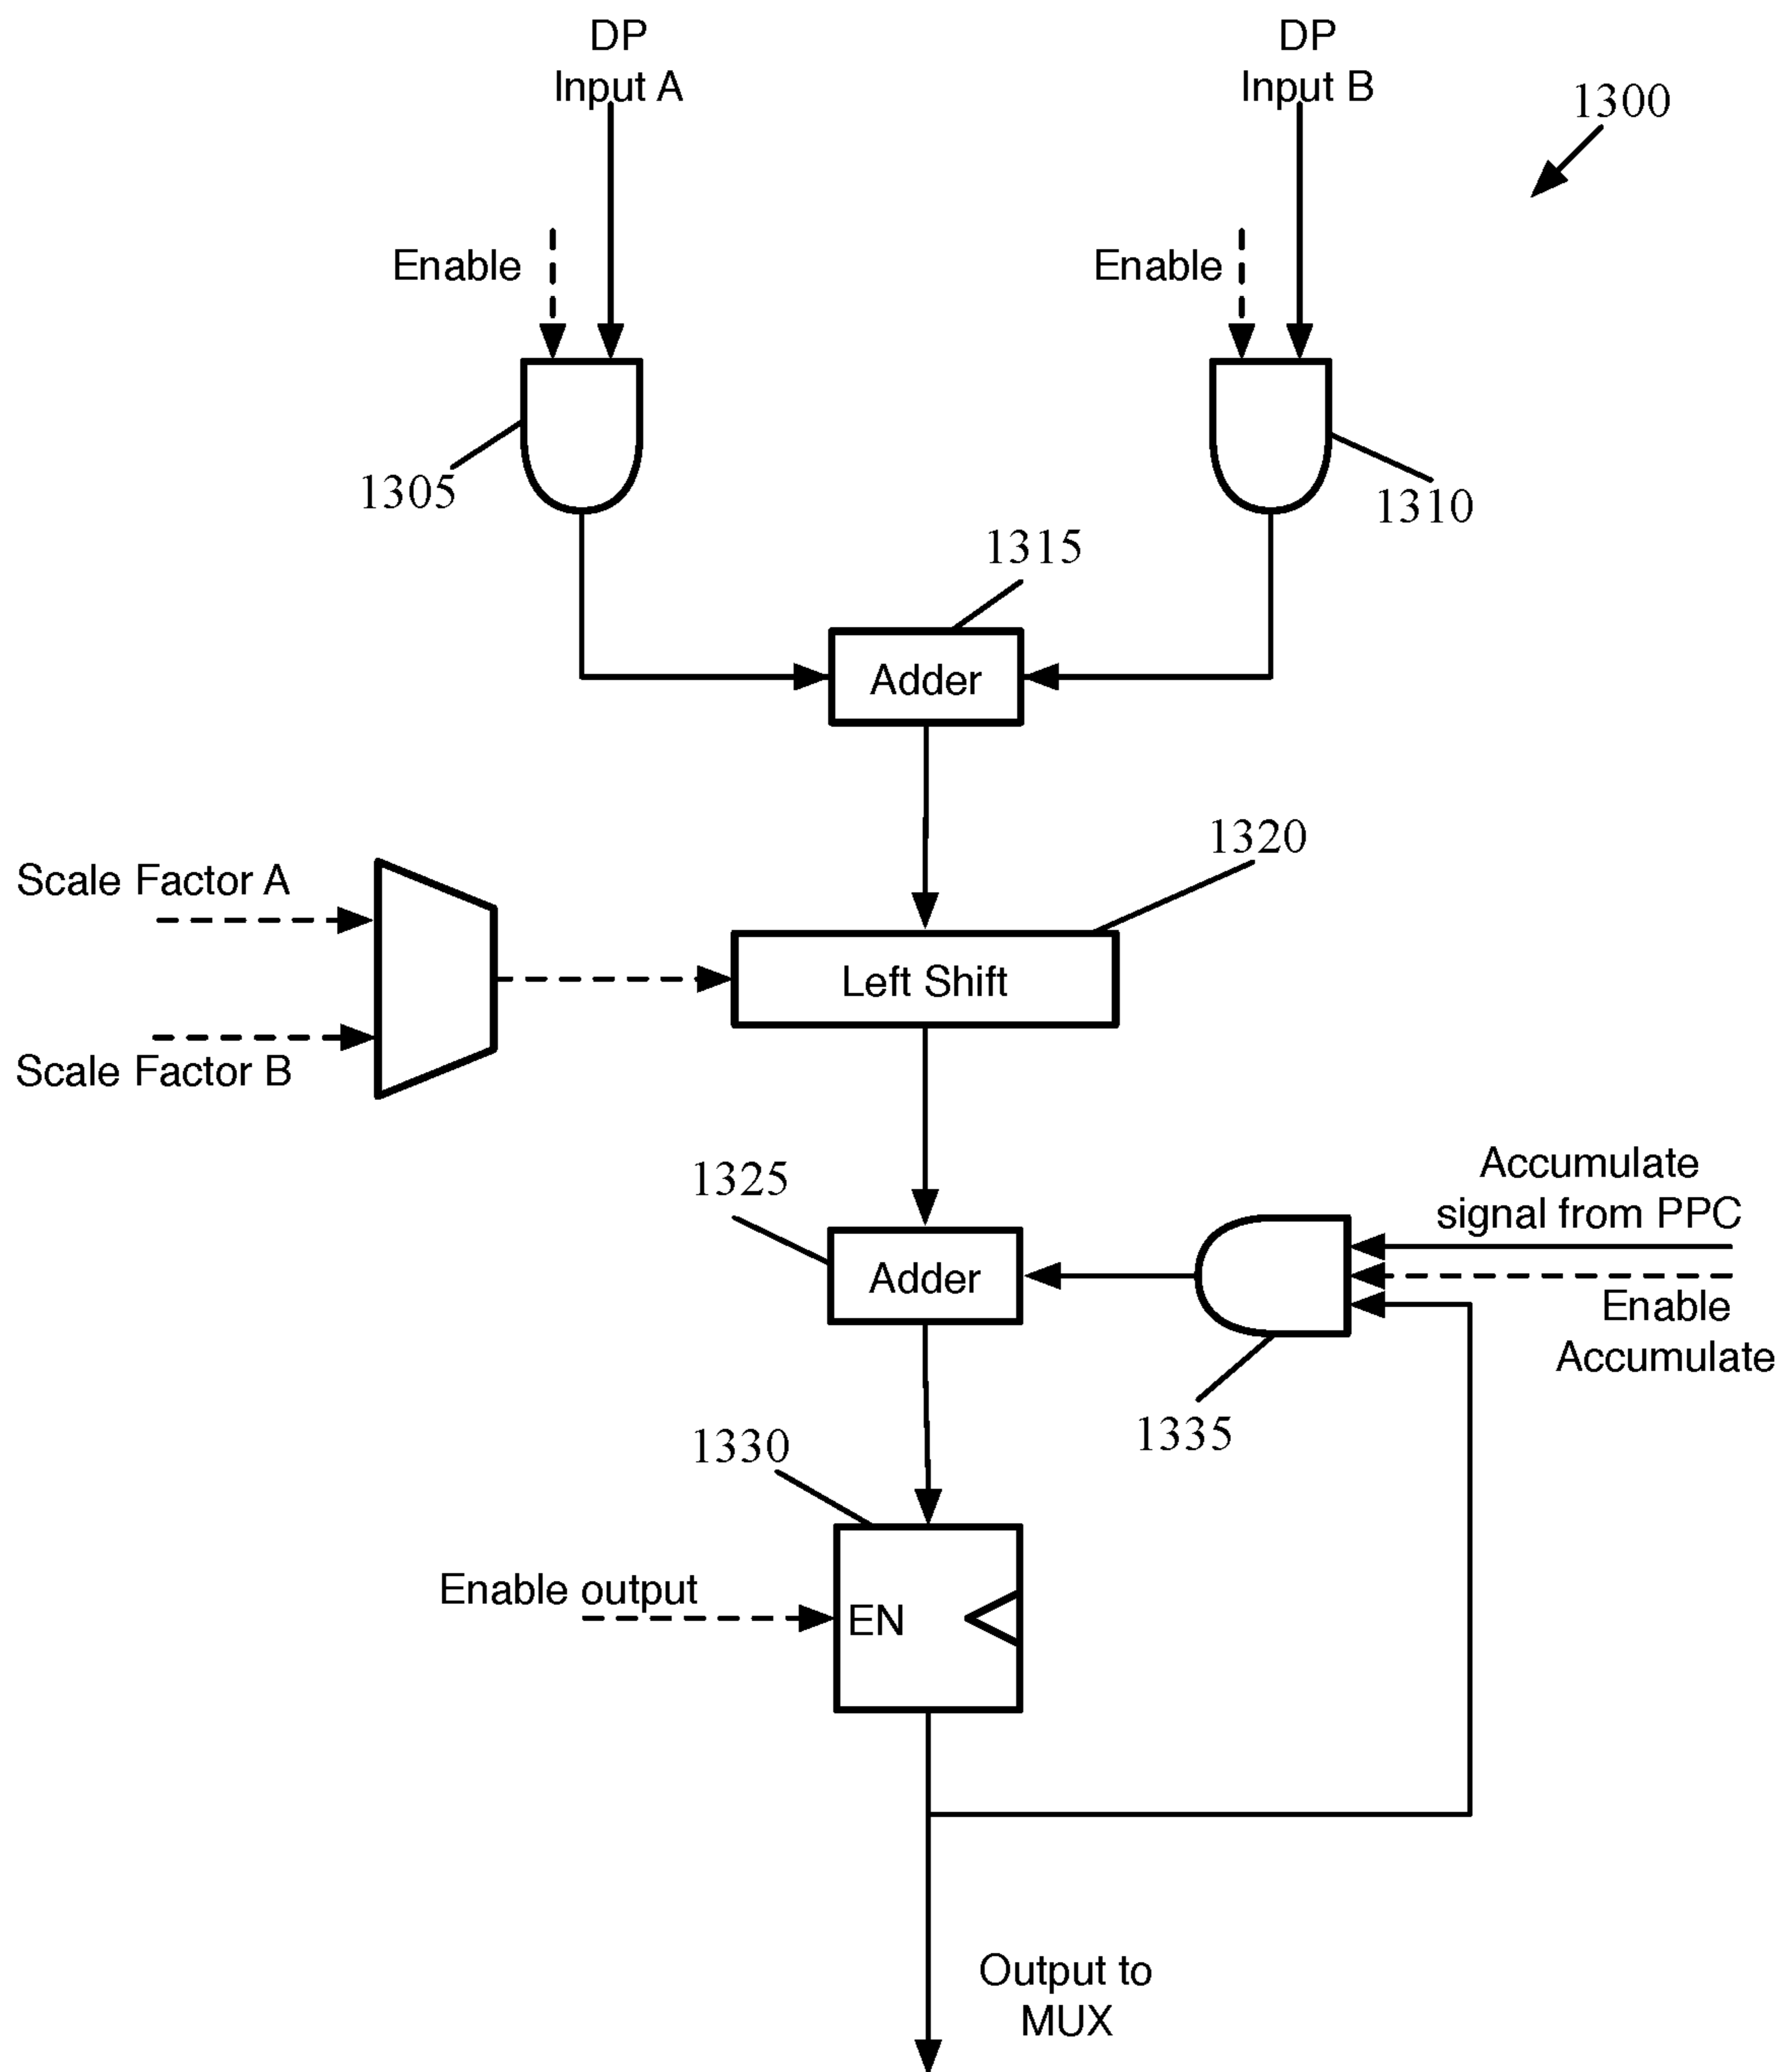 DP
Input A
DP
Input B
1300
Enable
Enable
1305
1310
1315
Adder
1320
Scale Factor A
Left Shift
Scale Factor B
1325
Accumulate
signal from PPC
Adder
Enable
Accumulate
1335
1330
Enable output
EN
Output to
MUX